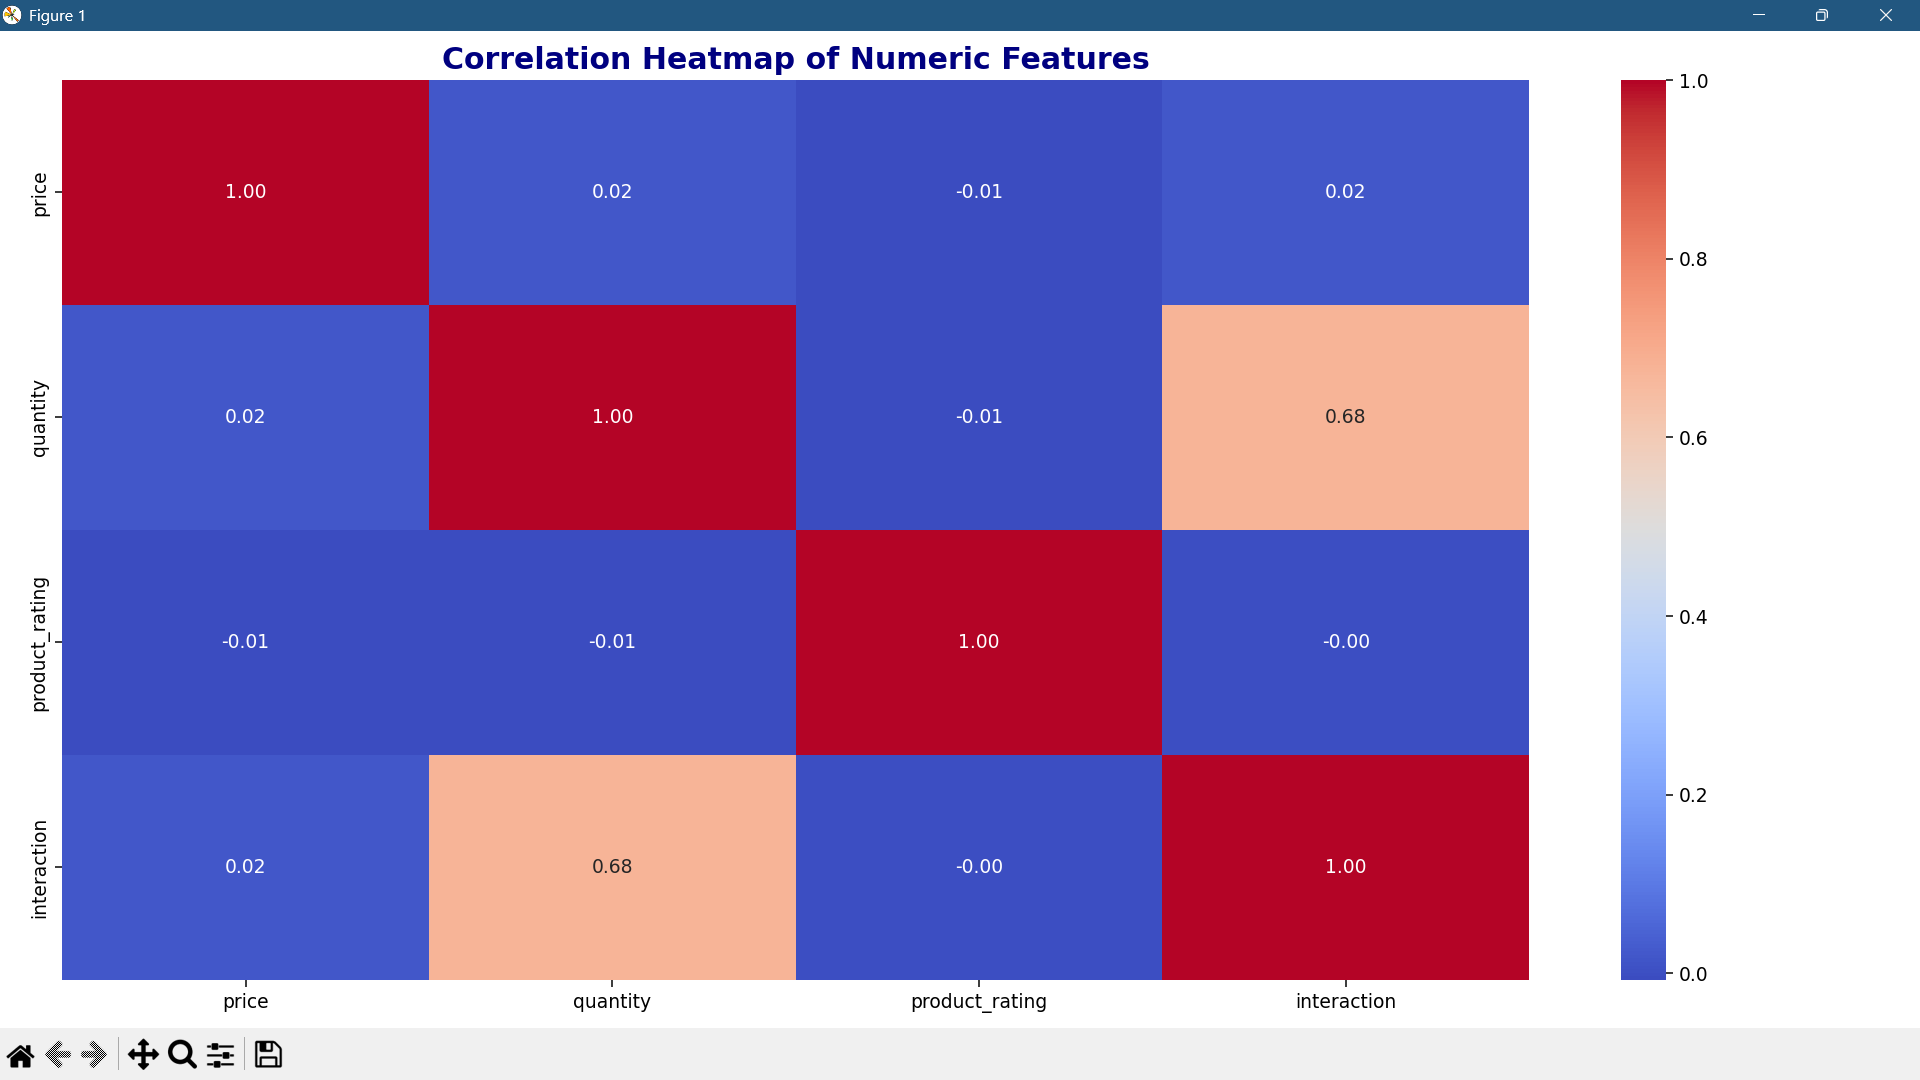 Figure 1
Correlation Heatmap of Numeric Features
price
1.00
0.02
-0.01
0.02
quantity
0.02
1.00
-0.01
0.68
product_rating
-0.01
-0.01
1.00
-0.00
interaction
0.02
0.68
-0.00
1.00
price
quantity
product_rating
interaction
1.0
0.8
0.6
0.4
0.2
0.0